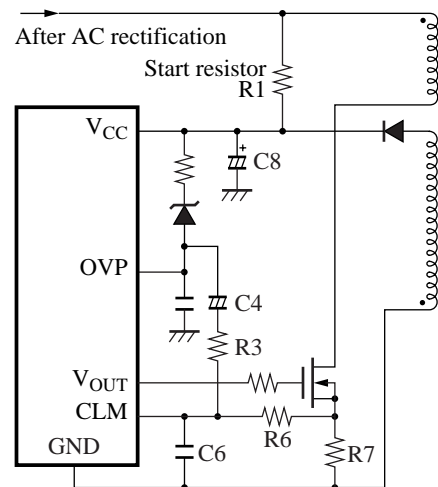 After AC rectification
Start resistor
R1
VCC
C8
OVP
C4
R3
VOUT
CLM
R6
GND
C6
R7
+